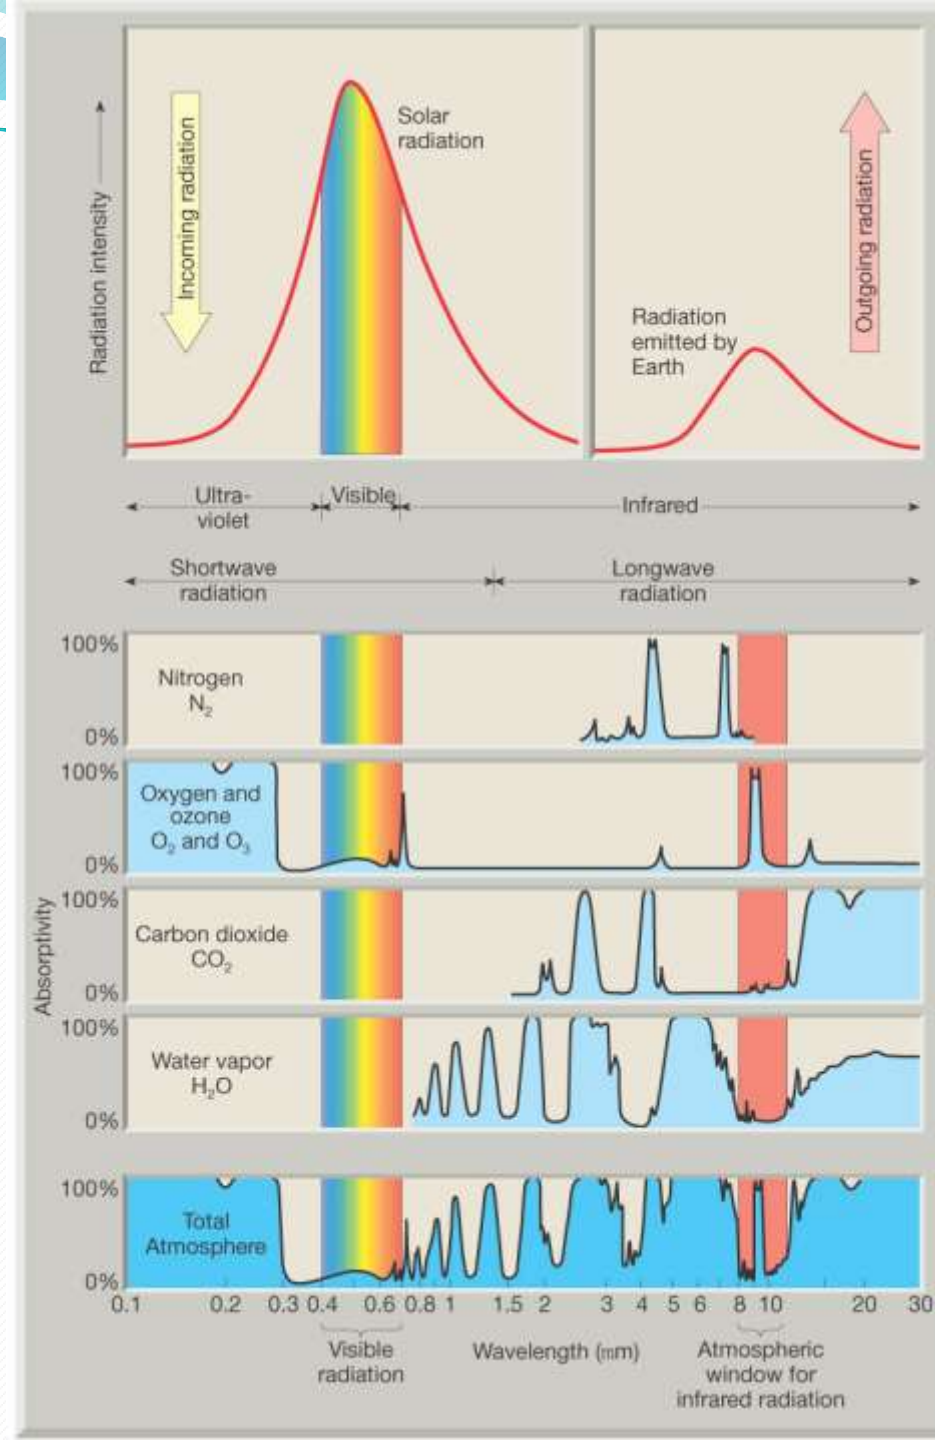 Radiation intensity
Incoming radiation
Solar
radiation
Radiation
emitted by
Earth
Outgoing radiation
Ultra-
violet
Visible
Infrared
Shortwave
radiation
Longwave
radiation
Absorptivity
100%
0%
Nitrogen
N₂
100%
0%
Oxygen and
ozone
O₂ and O₃
100%
0%
Carbon dioxide
CO₂
100%
0%
Water vapor
H₂O
100%
0%
Total
Atmosphere
0.1 0.2 0.3 0.4 0.6 0.8 1 1.5 2 3 4 5 6 8 10 20 30
Visible
radiation
Wavelength (mm)
Atmospheric
window for
infrared radiation